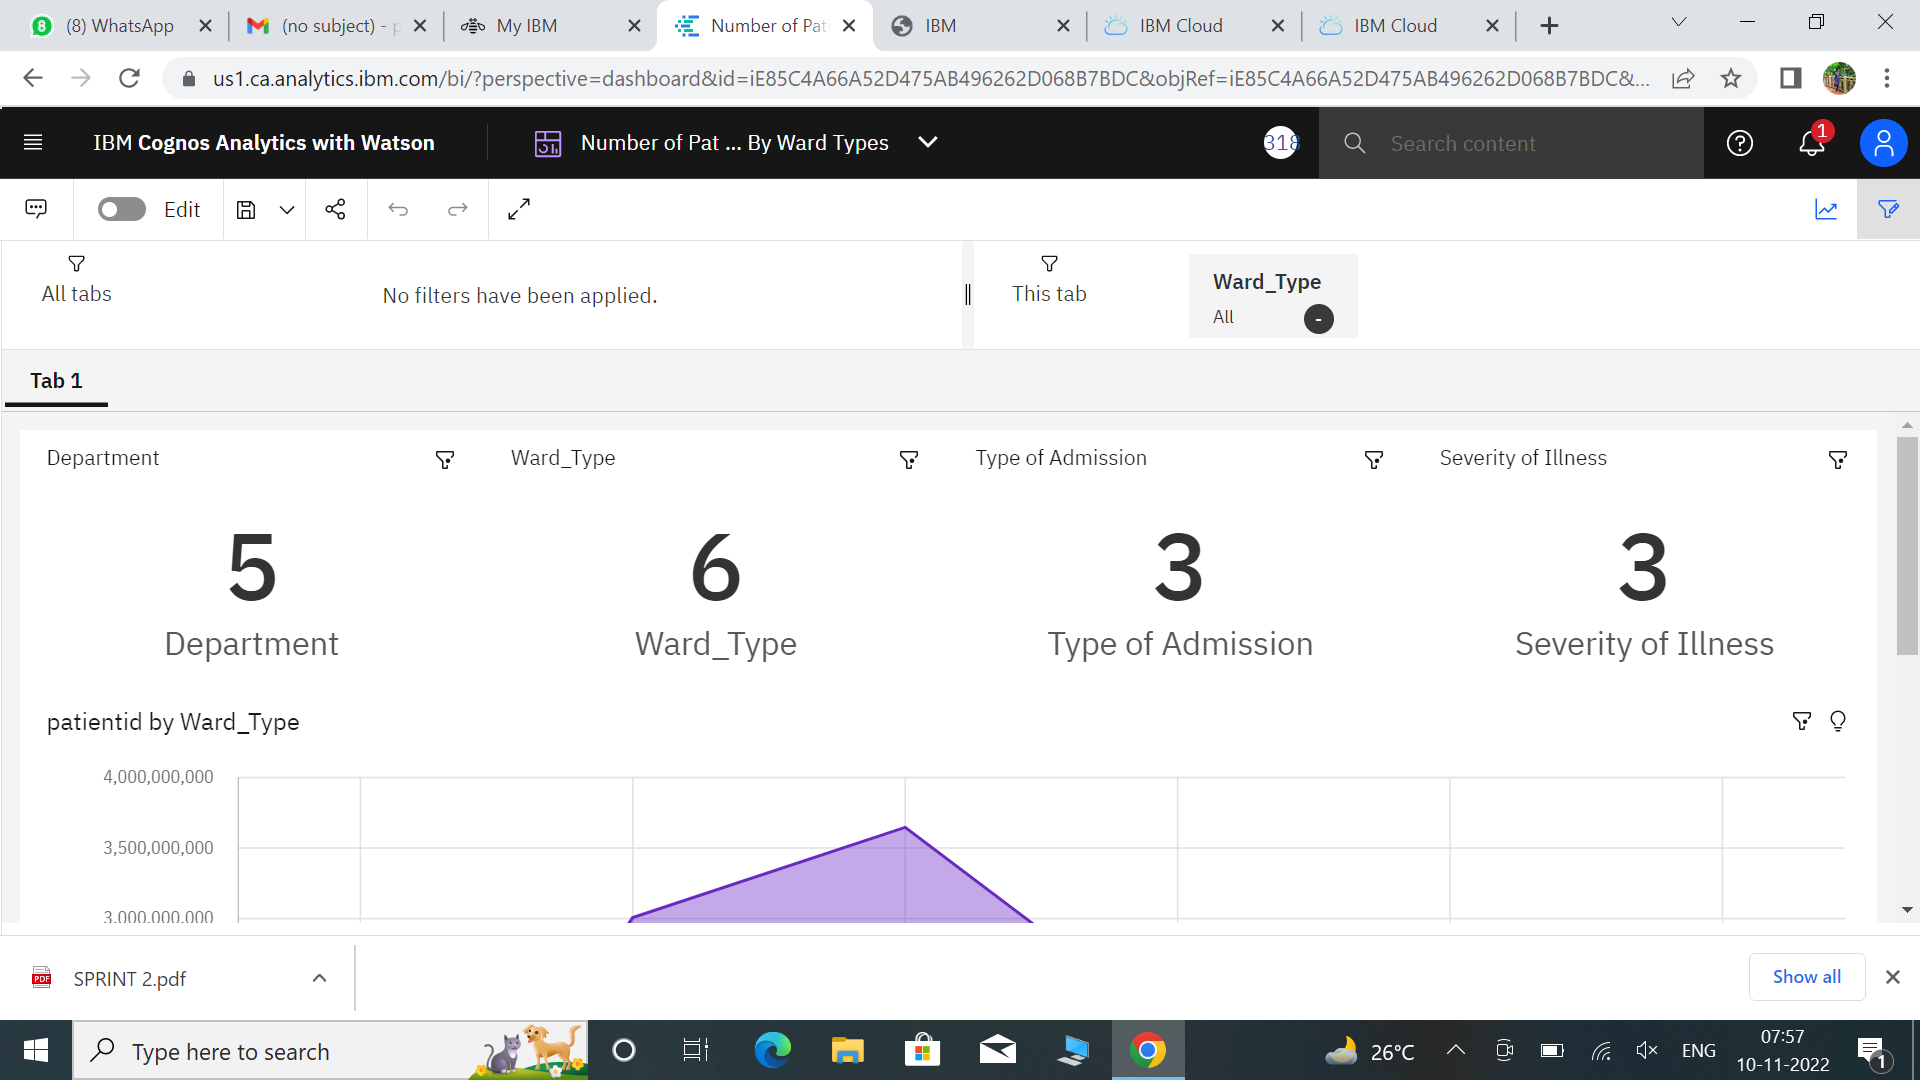 (8) WhatsApp
(no subject) - p
My IBM
Number of Pat
IBM
IBM Cloud
IBM Cloud
us1.ca.analytics.ibm.com/bi/?perspective=dashboard&id=iE85C4A66A52D475AB496262D068B7BDC&objRef=iE85C4A66A52D475AB496262D068B7BDC&...
IBM Cognos Analytics with Watson
Number of Pat ... By Ward Types
318
Search content
1
Edit
All tabs
No filters have been applied.
This tab
Ward_Type
All
-
Tab 1
Department
Ward_Type
Type of Admission
Severity of Illness
5
6
3
3
Department
Ward_Type
Type of Admission
Severity of Illness
patientid by Ward_Type
4,000,000,000
3,500,000,000
3,000,000,000
SPRINT 2.pdf
Show all
Type here to search
26°C
ENG
07:57
10-11-2022
1